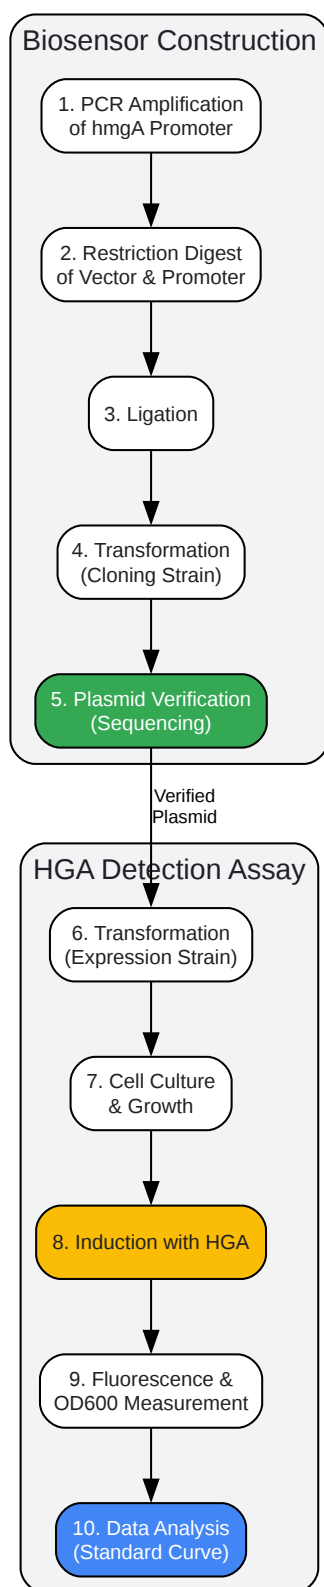 Biosensor Construction
1. PCR Amplification
of hmgA Promoter
2. Restriction Digest
of Vector & Promoter
3. Ligation
4. Transformation
(Cloning Strain)
5. Plasmid Verification
(Sequencing)
Verified
Plasmid
HGA Detection Assay
6. Transformation
(Expression Strain)
7. Cell Culture
& Growth
8. Induction with HGA
9. Fluorescence &
OD600 Measurement
10. Data Analysis
(Standard Curve)